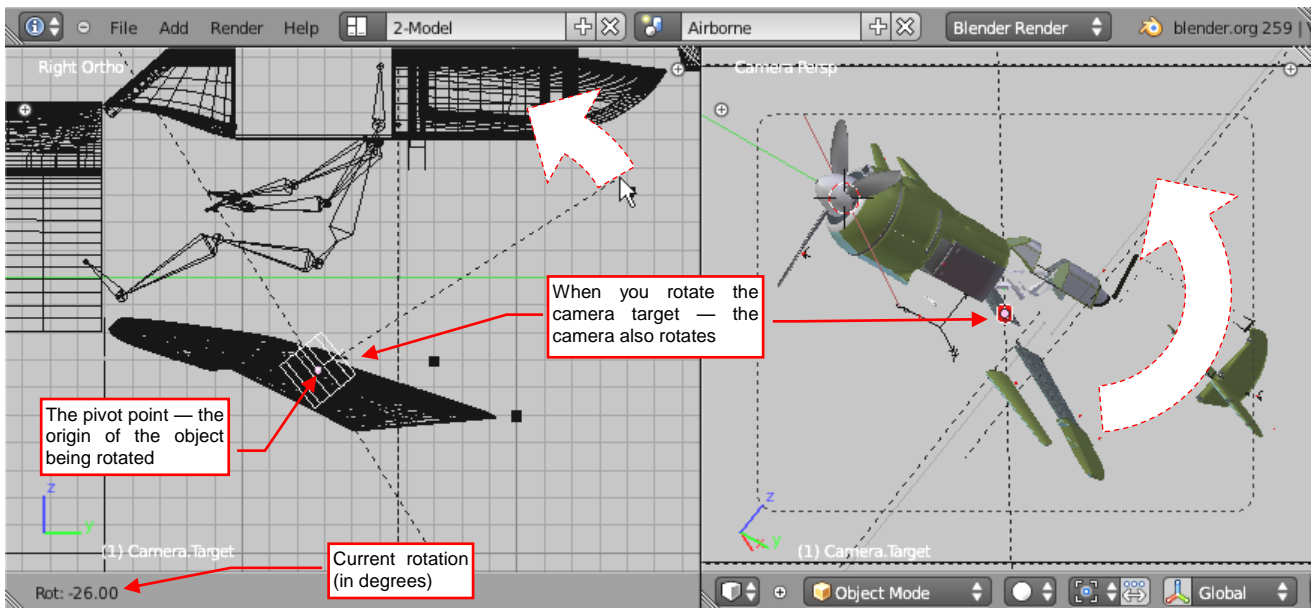 File Add Render Help 2-Model Airborne Blender Render blender.org 259 |
Right Ortho
Camera Persp
When you rotate the
camera target — the
camera also rotates
The pivot point — the
origin of the object
being rotated
z
y
(1) Camera.Target
Current rotation
(in degrees)
Rot: -26.00
z
y
x
(1) Camera.Target
Object Mode Global